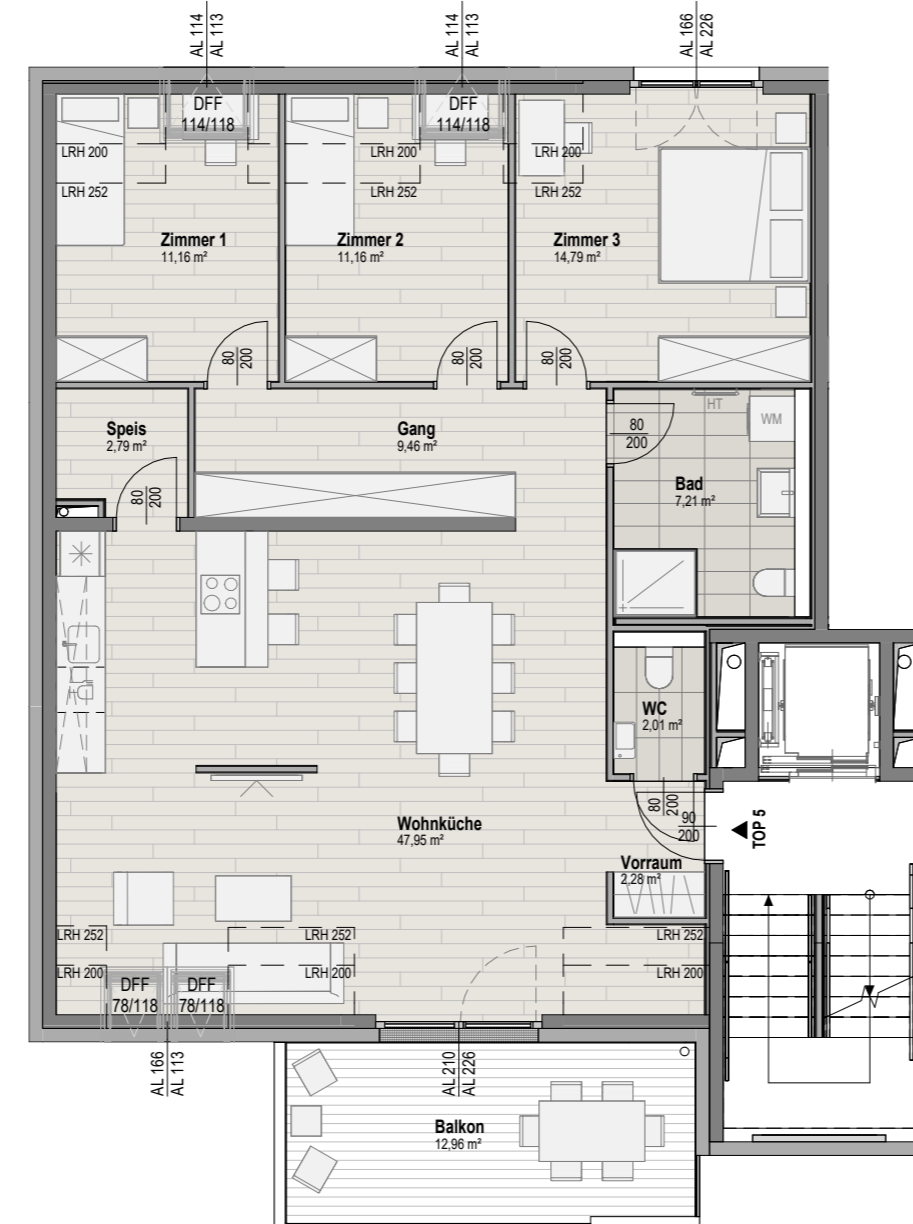 AL 114
AL 113
AL 114
AL 113
AL 166
AL 226
DFF
114/118
DFF
114/118
LRH 200
LRH 200
LRH 200
LRH 252
LRH 252
LRH 252
Zimmer 1
11,16 m²
Zimmer 2
11,16 m²
Zimmer 3
14,79 m²
80
200
80
200
80
200
Speis
2,79 m²
Gang
9,46 m²
80
200
HT
WM
Bad
7,21 m²
80
200
WC
2,01 m²
80
200
90
200
TOP 5
Wohnküche
47,95 m²
Vorraum
2,28 m²
LRH 252
LRH 252
LRH 252
LRH 200
LRH 200
LRH 200
DFF
78/118
DFF
78/118
AL 166
AL 113
AL 210
AL 226
Balkon
12,96 m²